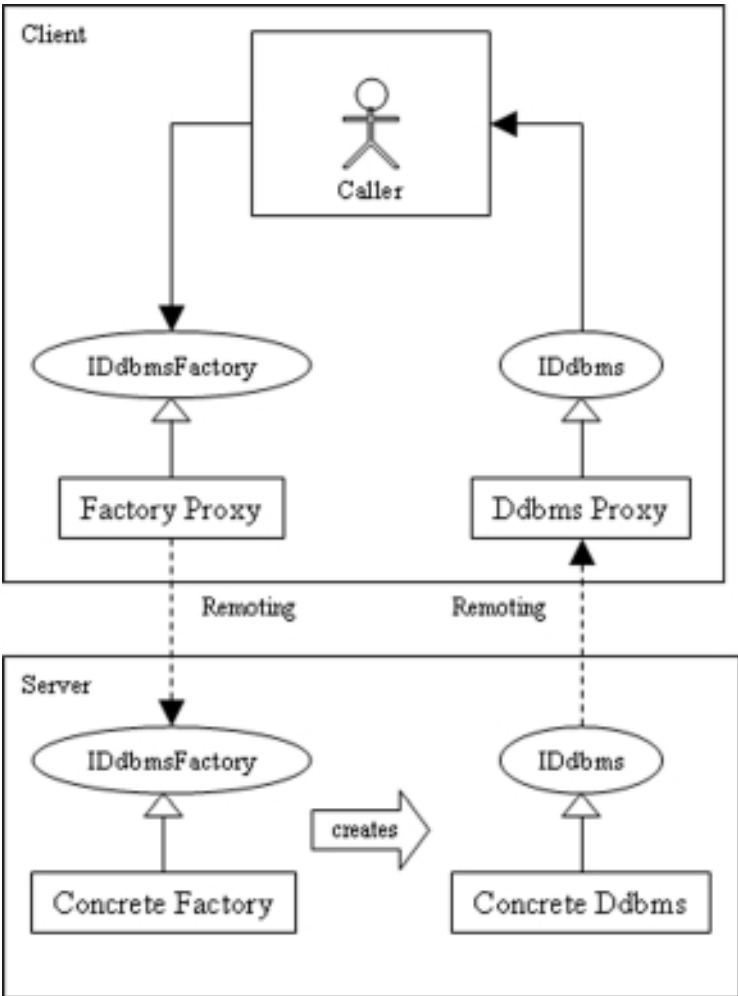 Client
Caller
IDdbmsFactory
IDdbms
Factory Proxy
Ddbms Proxy
Remoting
Remoting
Server
IDdbmsFactory
IDdbms
creates
Concrete Factory
Concrete Ddbms